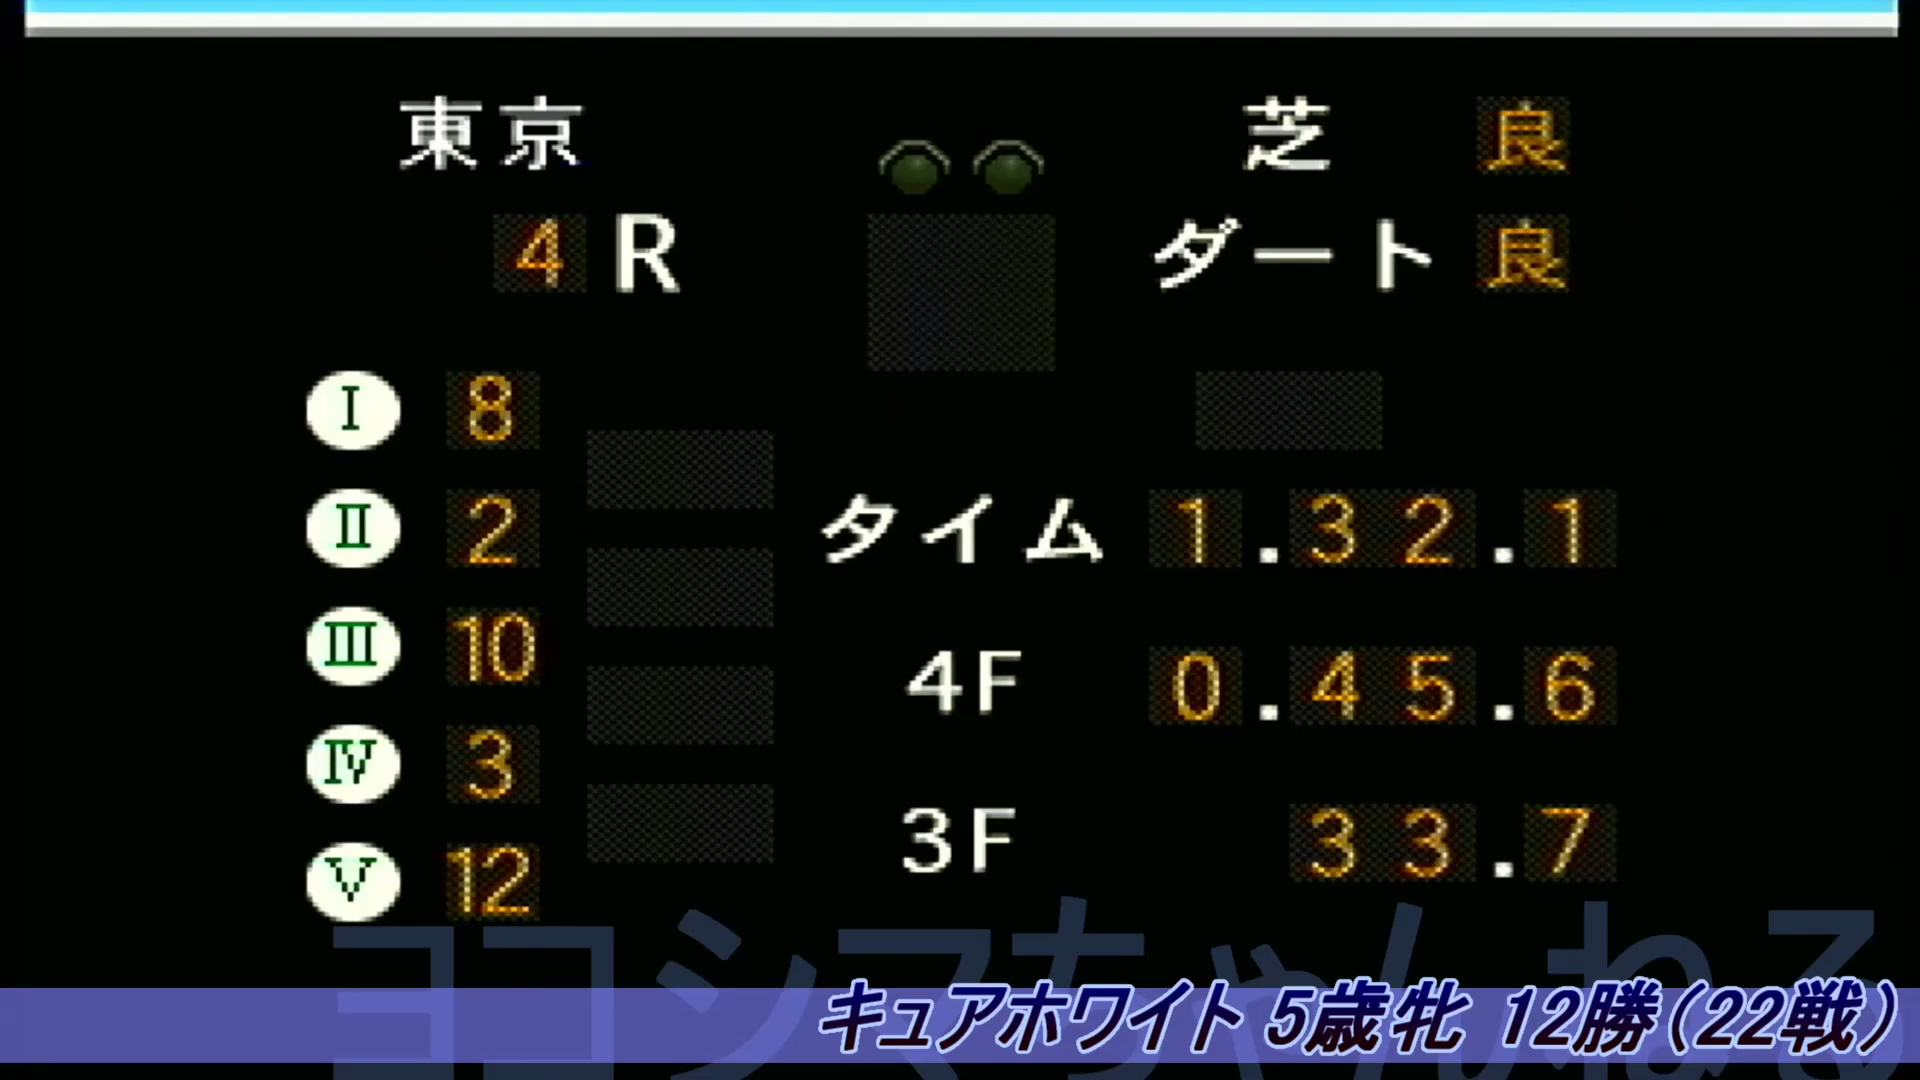 東京
4 R
芝 良
ダート 良
Ⅰ 8
Ⅱ 2
Ⅲ 10
Ⅳ 3
Ⅴ 12
タイム 1.32.1
4F 0.45.6
3F 33.7
ヨコシマちゃんねる
キュアホワイト 5歳牝 12勝(22戦)